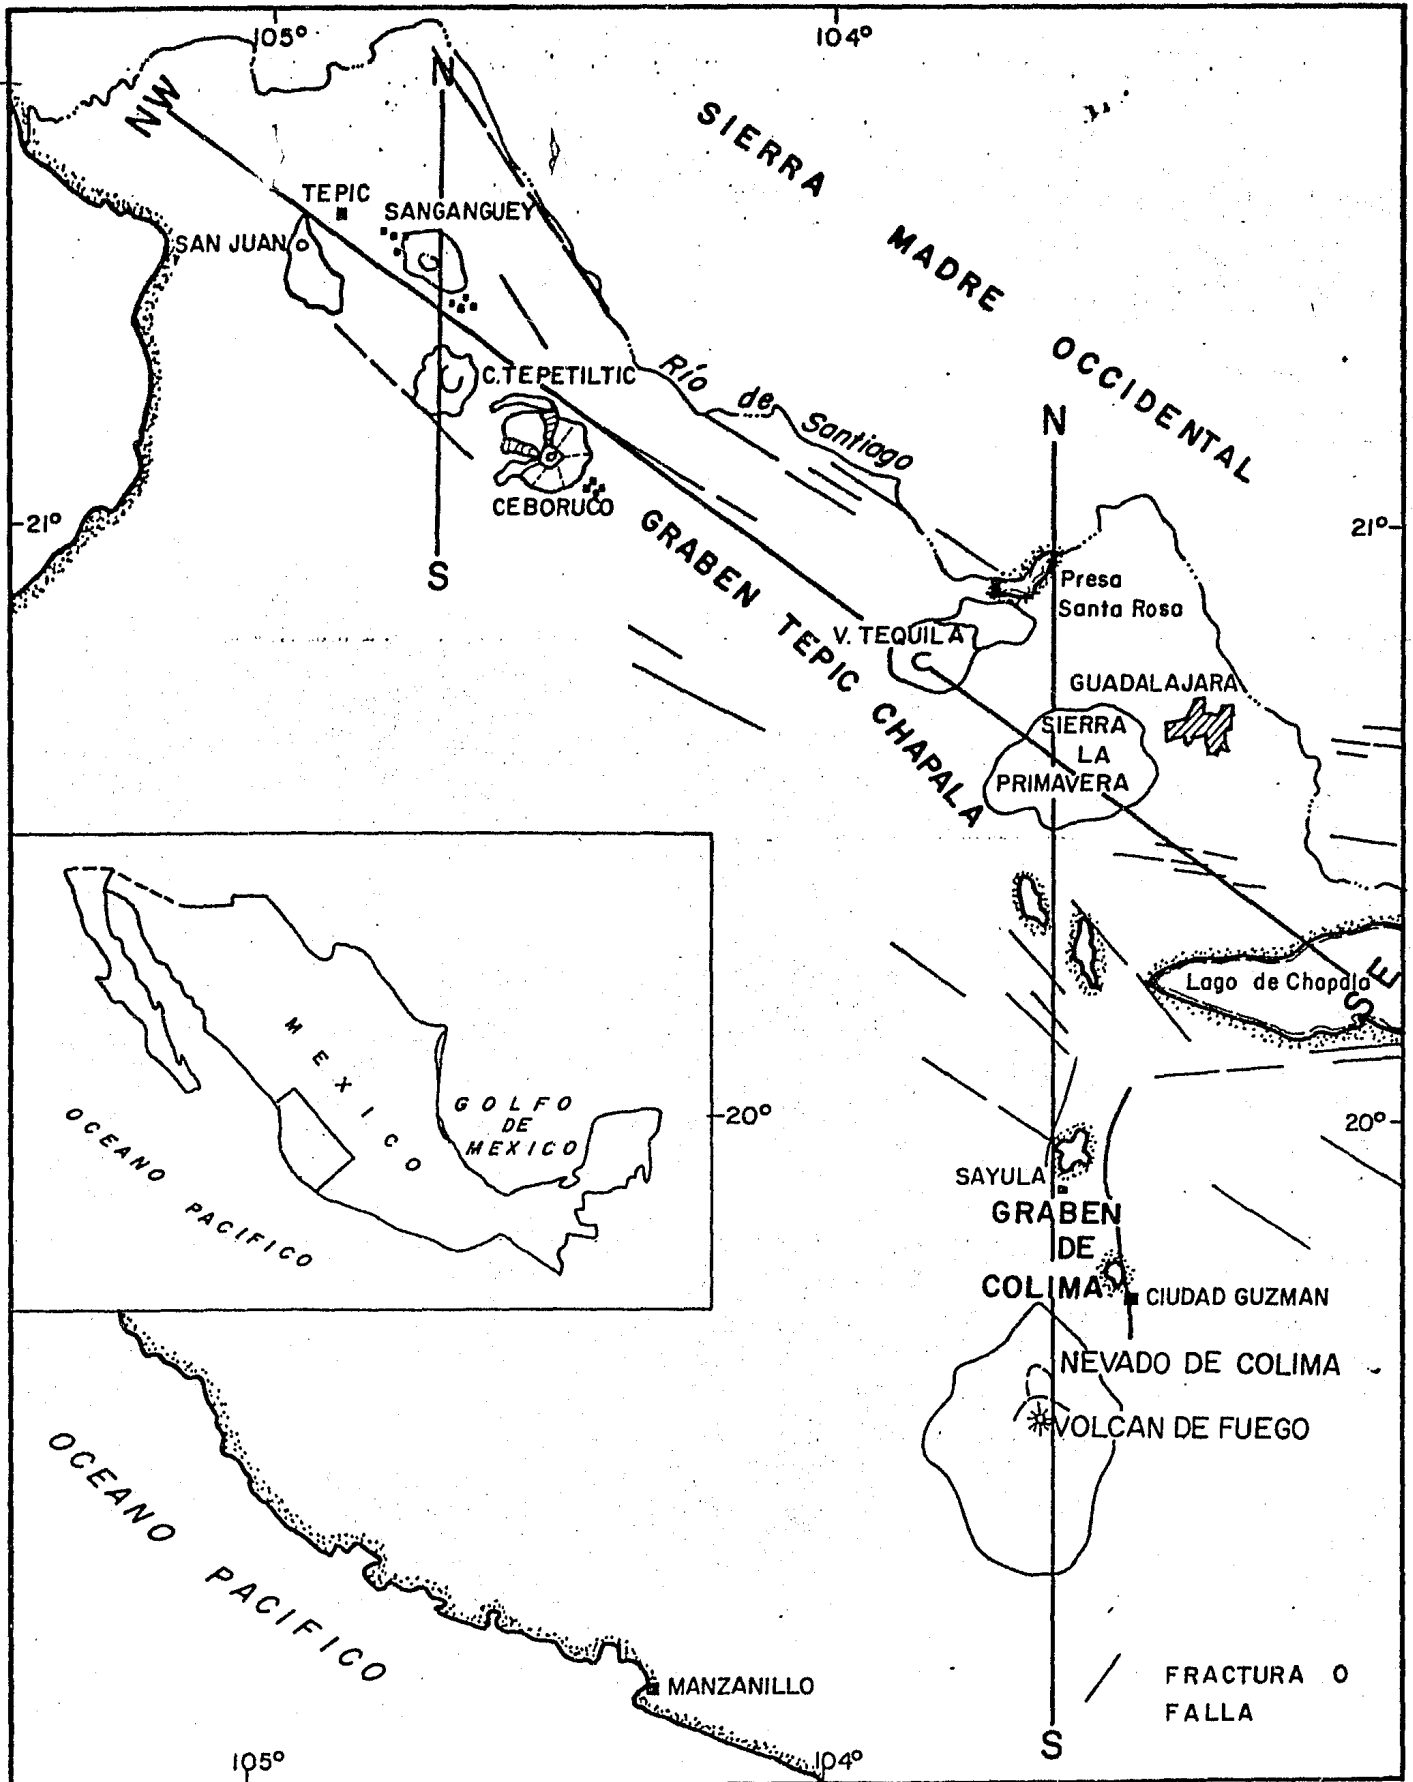 105°
104°
NW
N
SIERRA
MADRE
OCCIDENTAL
TEPIC
SANGANGUEY
SAN JUAN
C. TEPETILTIC
Río de Santiago
N
CEBORUCO
21°
21°
S
GRABEN TEPIC CHAPALA
Presa
Santa Rosa
V. TEQUILA
GUADALAJARA
SIERRA
LA
PRIMAVERA
Lago de Chapala
SE
MEXICO
GOLFO
DE
MEXICO
OCEANO PACIFICO
20°
20°
SAYULA
GRABEN
DE
COLIMA
CIUDAD GUZMAN
NEVADO DE COLIMA
VOLCAN DE FUEGO
OCEANO
PACIFICO
MANZANILLO
FRACTURA O
FALLA
105°
104°
S